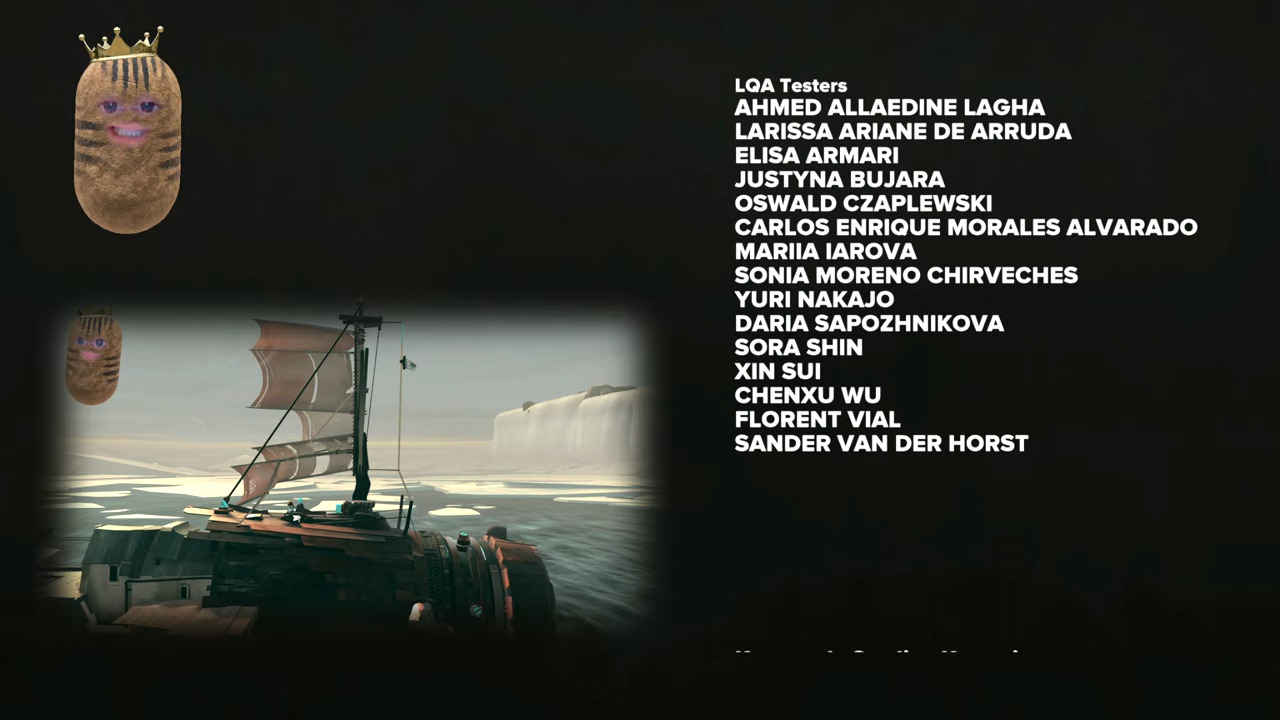 LQA Testers
AHMED ALLAEDINE LAGHA
LARISSA ARIANE DE ARRUDA
ELISA ARMARI
JUSTYNA BUJARA
OSWALD CZAPLEWSKI
CARLOS ENRIQUE MORALES ALVARADO
MARIIA IAROVA
SONIA MORENO CHIRVECHES
YURI NAKAJO
DARIA SAPOZHNIKOVA
SORA SHIN
XIN SUI
CHENXU WU
FLORENT VIAL
SANDER VAN DER HORST